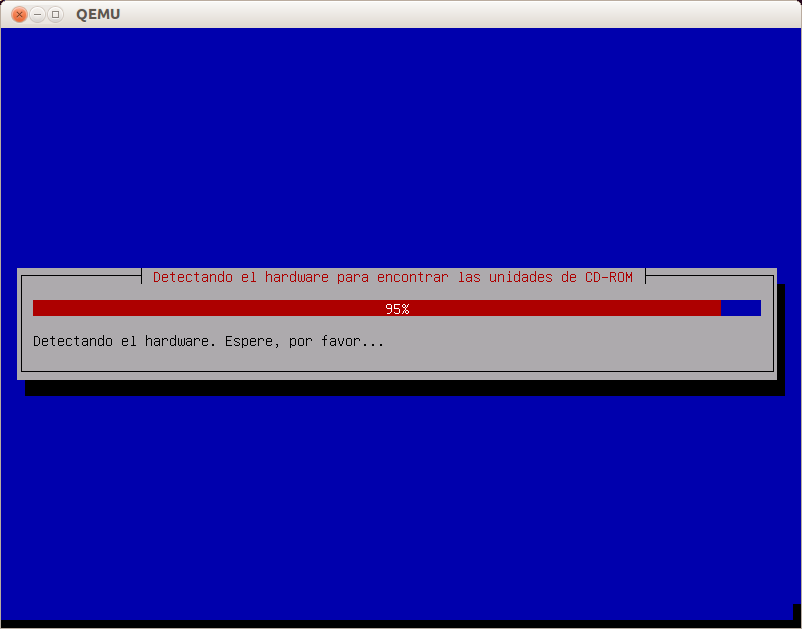 QEMU
Detectando el hardware para encontrar las unidades de CD-ROM
95%
Detectando el hardware. Espere, por favor...